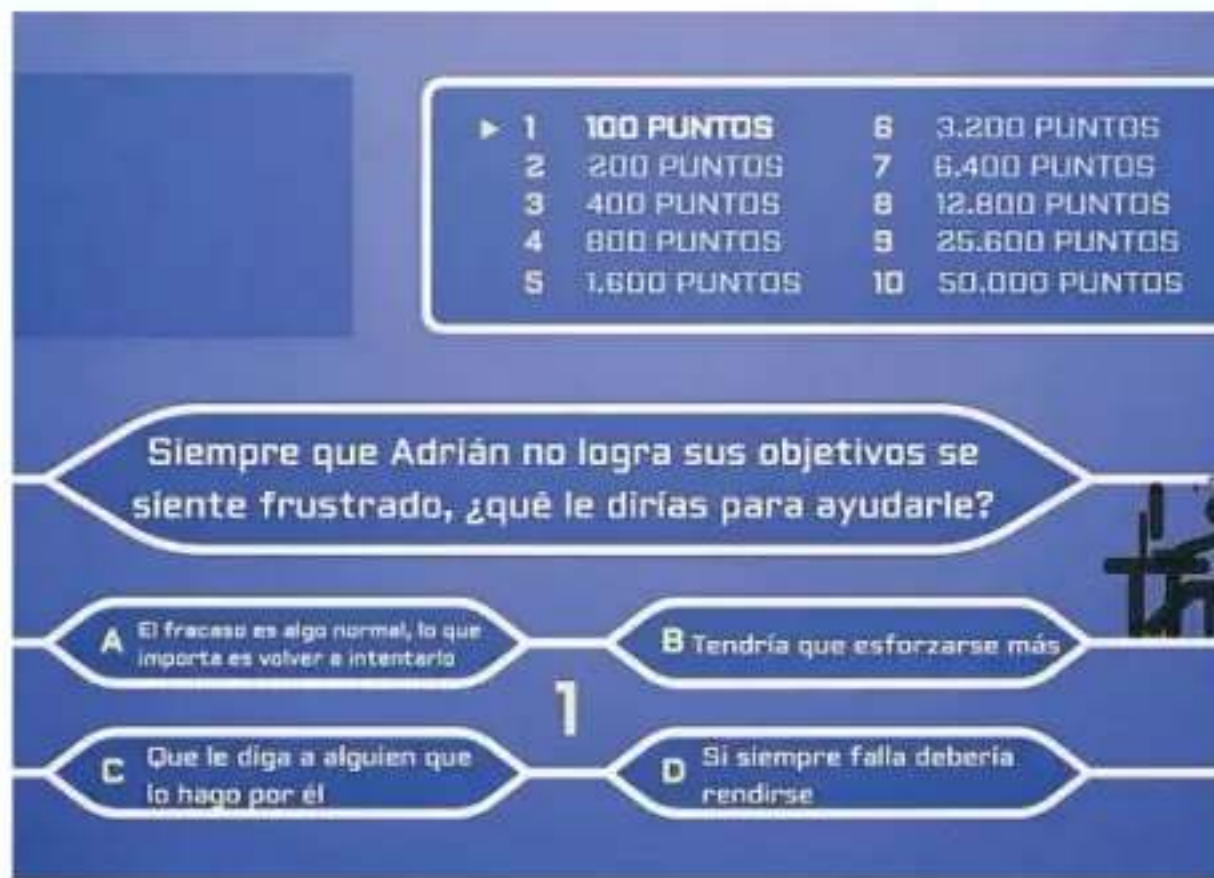 ▶ 1 100 PUNTOS 6 3.200 PUNTOS
2 200 PUNTOS 7 6.400 PUNTOS
3 400 PUNTOS 8 12.800 PUNTOS
4 800 PUNTOS 9 25.600 PUNTOS
5 1.600 PUNTOS 10 50.000 PUNTOS
Siempre que Adrián no logra sus objetivos se
siente frustrado, ¿qué le dirías para ayudarle?
A El fracaso es algo normal, lo que
importa es volver a intentarlo
B Tendría que esforzarse más
1
C Que le diga a alguien que
lo hago por él
D Si siempre falla debería
rendirse